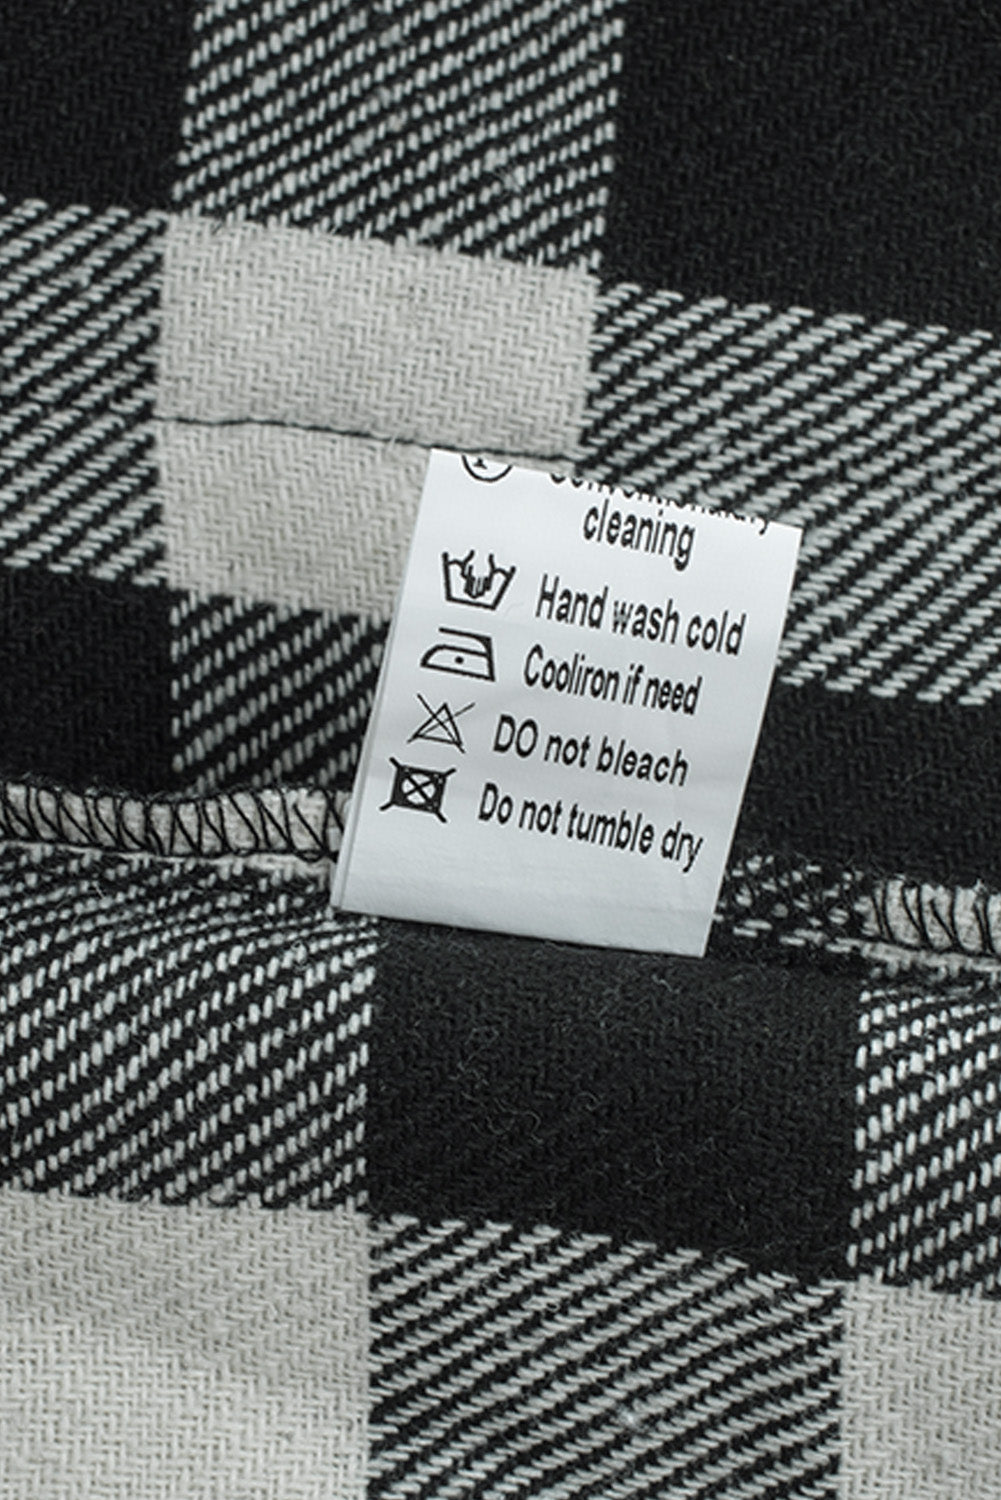 cleaning
Hand wash cold
Cooliron if need
DO not bleach
Do not tumble dry